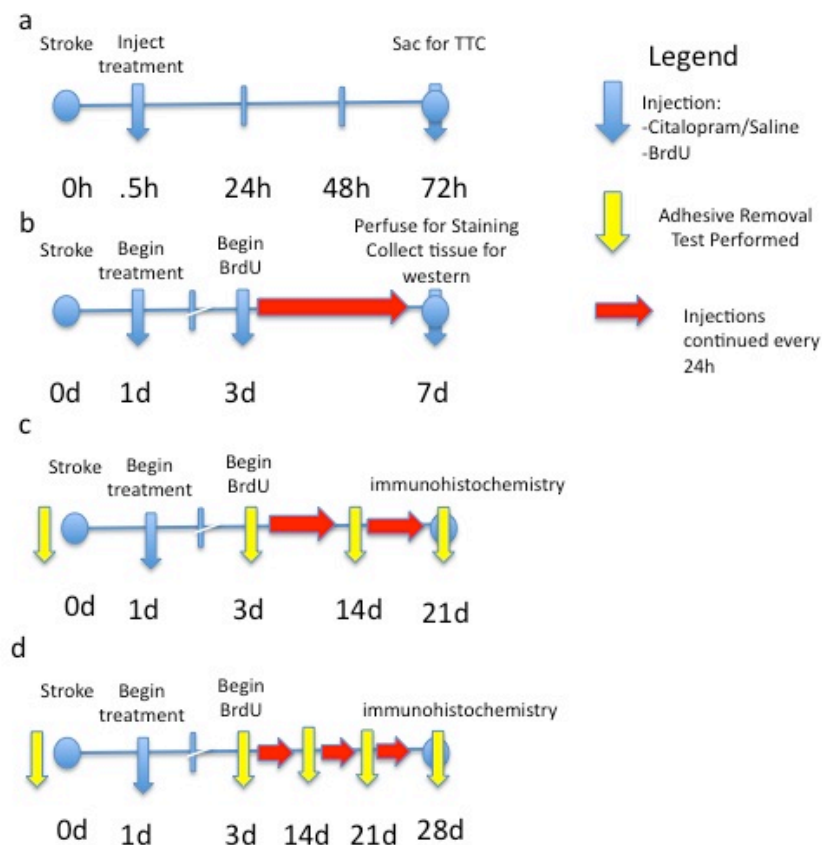 a
Stroke Inject treatment Sac for TTC
0h .5h 24h 48h 72h
b
Stroke Begin treatment Begin BrdU Perfuse for Staining Collect tissue for western
0d 1d 3d 7d
c
Stroke Begin treatment Begin BrdU immunohistochemistry
0d 1d 3d 14d 21d
d
Stroke Begin treatment Begin BrdU immunohistochemistry
0d 1d 3d 14d 21d 28d
Legend
Injection:
-Citalopram/Saline
-BrdU
Adhesive Removal
Test Performed
Injections
continued every
24h